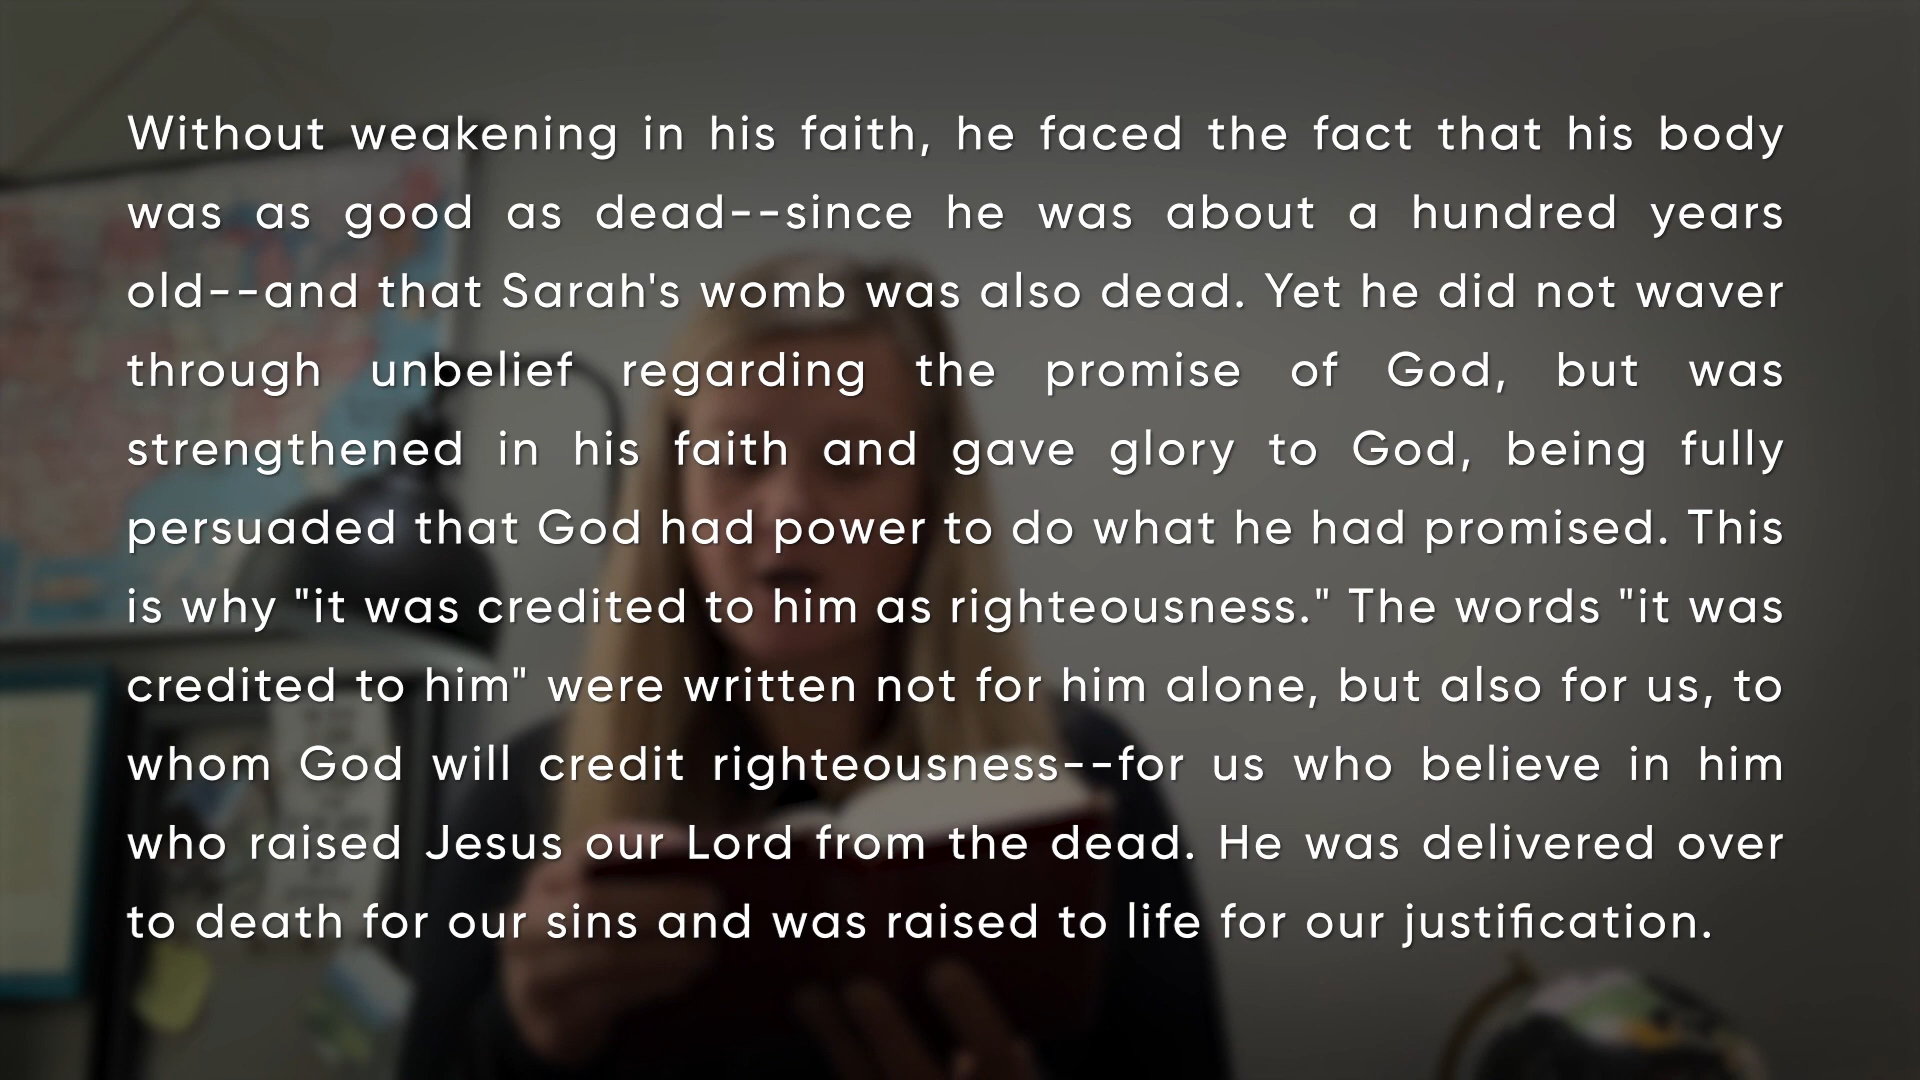 Without weakening in his faith, he faced the fact that his body
was as good as dead--since he was about a hundred years
old--and that Sarah's womb was also dead. Yet he did not waver
through unbelief regarding the promise of God, but was
strengthened in his faith and gave glory to God, being fully
persuaded that God had power to do what he had promised. This
is why "it was credited to him as righteousness." The words "it was
credited to him" were written not for him alone, but also for us, to
whom God will credit righteousness--for us who believe in him
who raised Jesus our Lord from the dead. He was delivered over
to death for our sins and was raised to life for our justification.